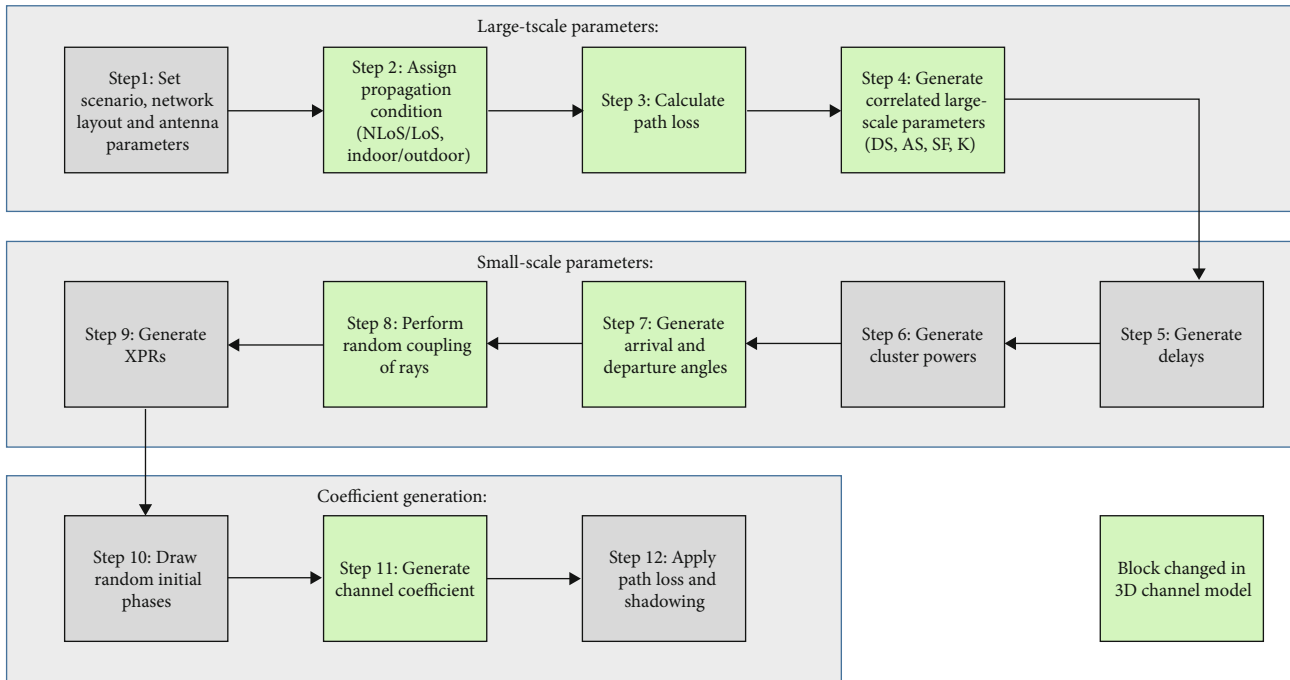 Large-tscale parameters:
Step1: Set
scenario, network
layout and antenna
parameters
Step 2: Assign
propagation
condition
(NLoS/LoS,
indoor/outdoor)
Step 3: Calculate
path loss
Step 4: Generate
correlated large-
scale parameters
(DS, AS, SF, K)
Small-scale parameters:
Step 9: Generate
XPRs
Step 8: Perform
random coupling
of rays
Step 7: Generate
arrival and
departure angles
Step 6: Generate
cluster powers
Step 5: Generate
delays
Coefficient generation:
Step 10: Draw
random initial
phases
Step 11: Generate
channel coefficient
Step 12: Apply
path loss and
shadowing
Block changed in
3D channel model